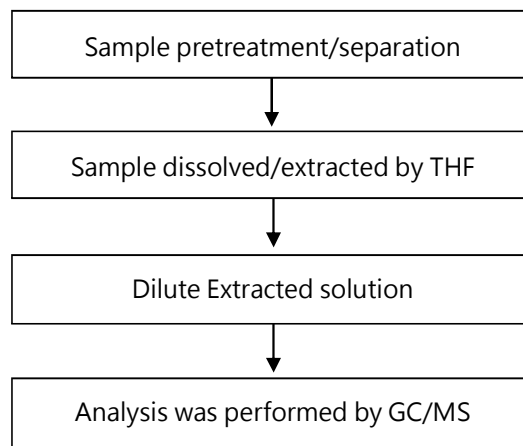 Sample pretreatment/separation
Sample dissolved/extracted by THF
Dilute Extracted solution
Analysis was performed by GC/MS